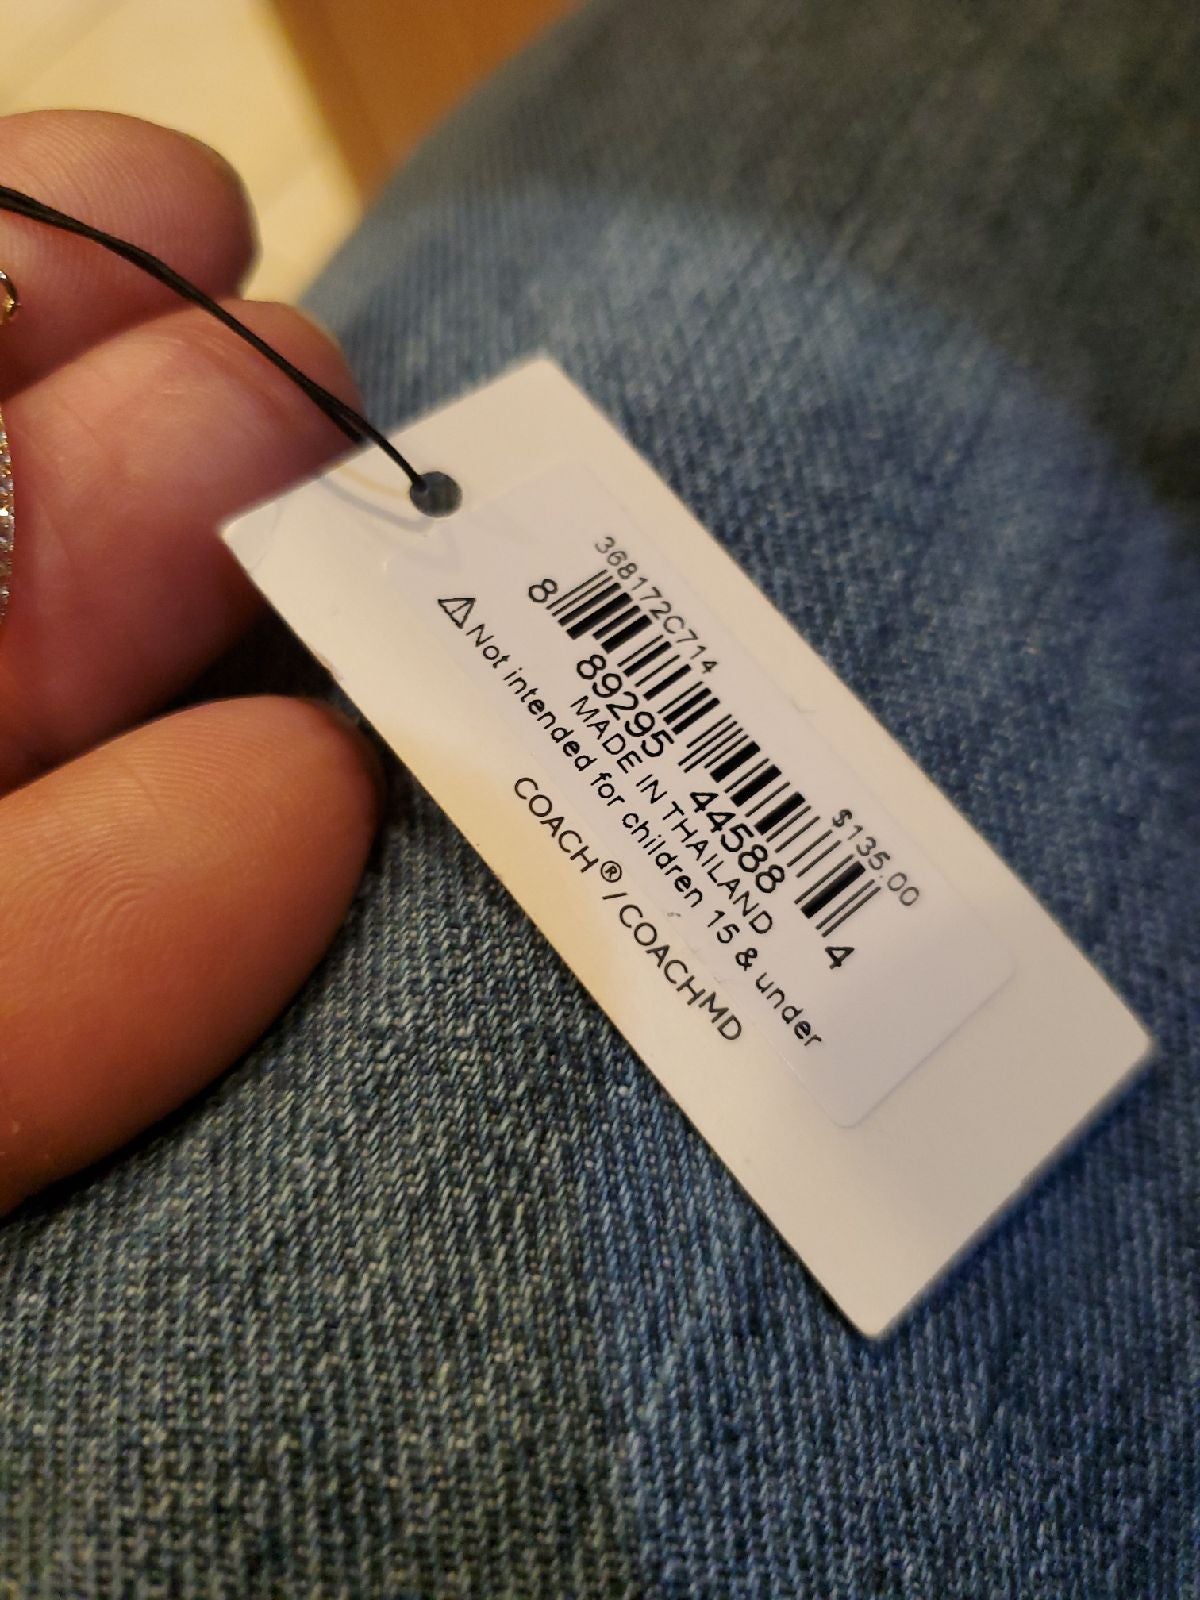 368172C714
$135.00
8 89295 44588 4
MADE IN THAILAND
⚠Not intended for children 15 & under
COACH®/COACHMD